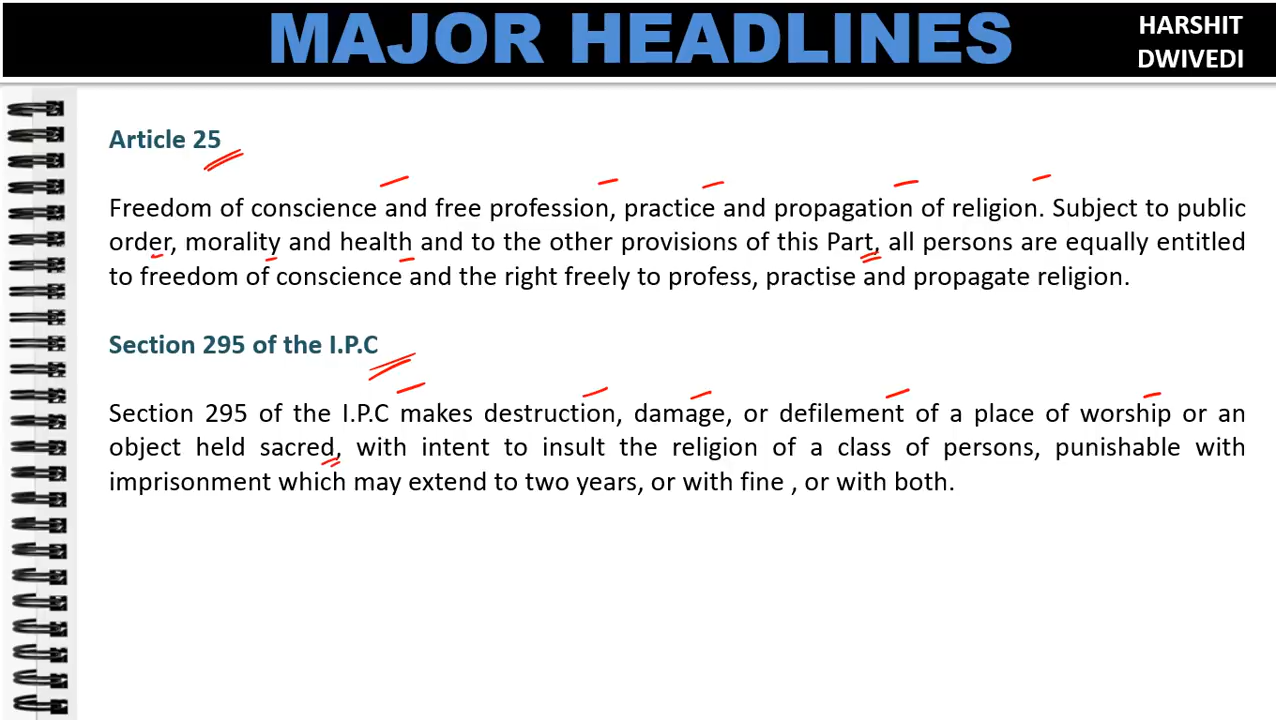 MAJOR HEADLINES
HARSHIT
DWIVEDI
Article 25
Freedom of conscience and free profession, practice and propagation of religion. Subject to public
order, morality and health and to the other provisions of this Part, all persons are equally entitled
to freedom of conscience and the right freely to profess, practise and propagate religion.
Section 295 of the I.P.C
Section 295 of the I.P.C makes destruction, damage, or defilement of a place of worship or an
object held sacred, with intent to insult the religion of a class of persons, punishable with
imprisonment which may extend to two years, or with fine , or with both.